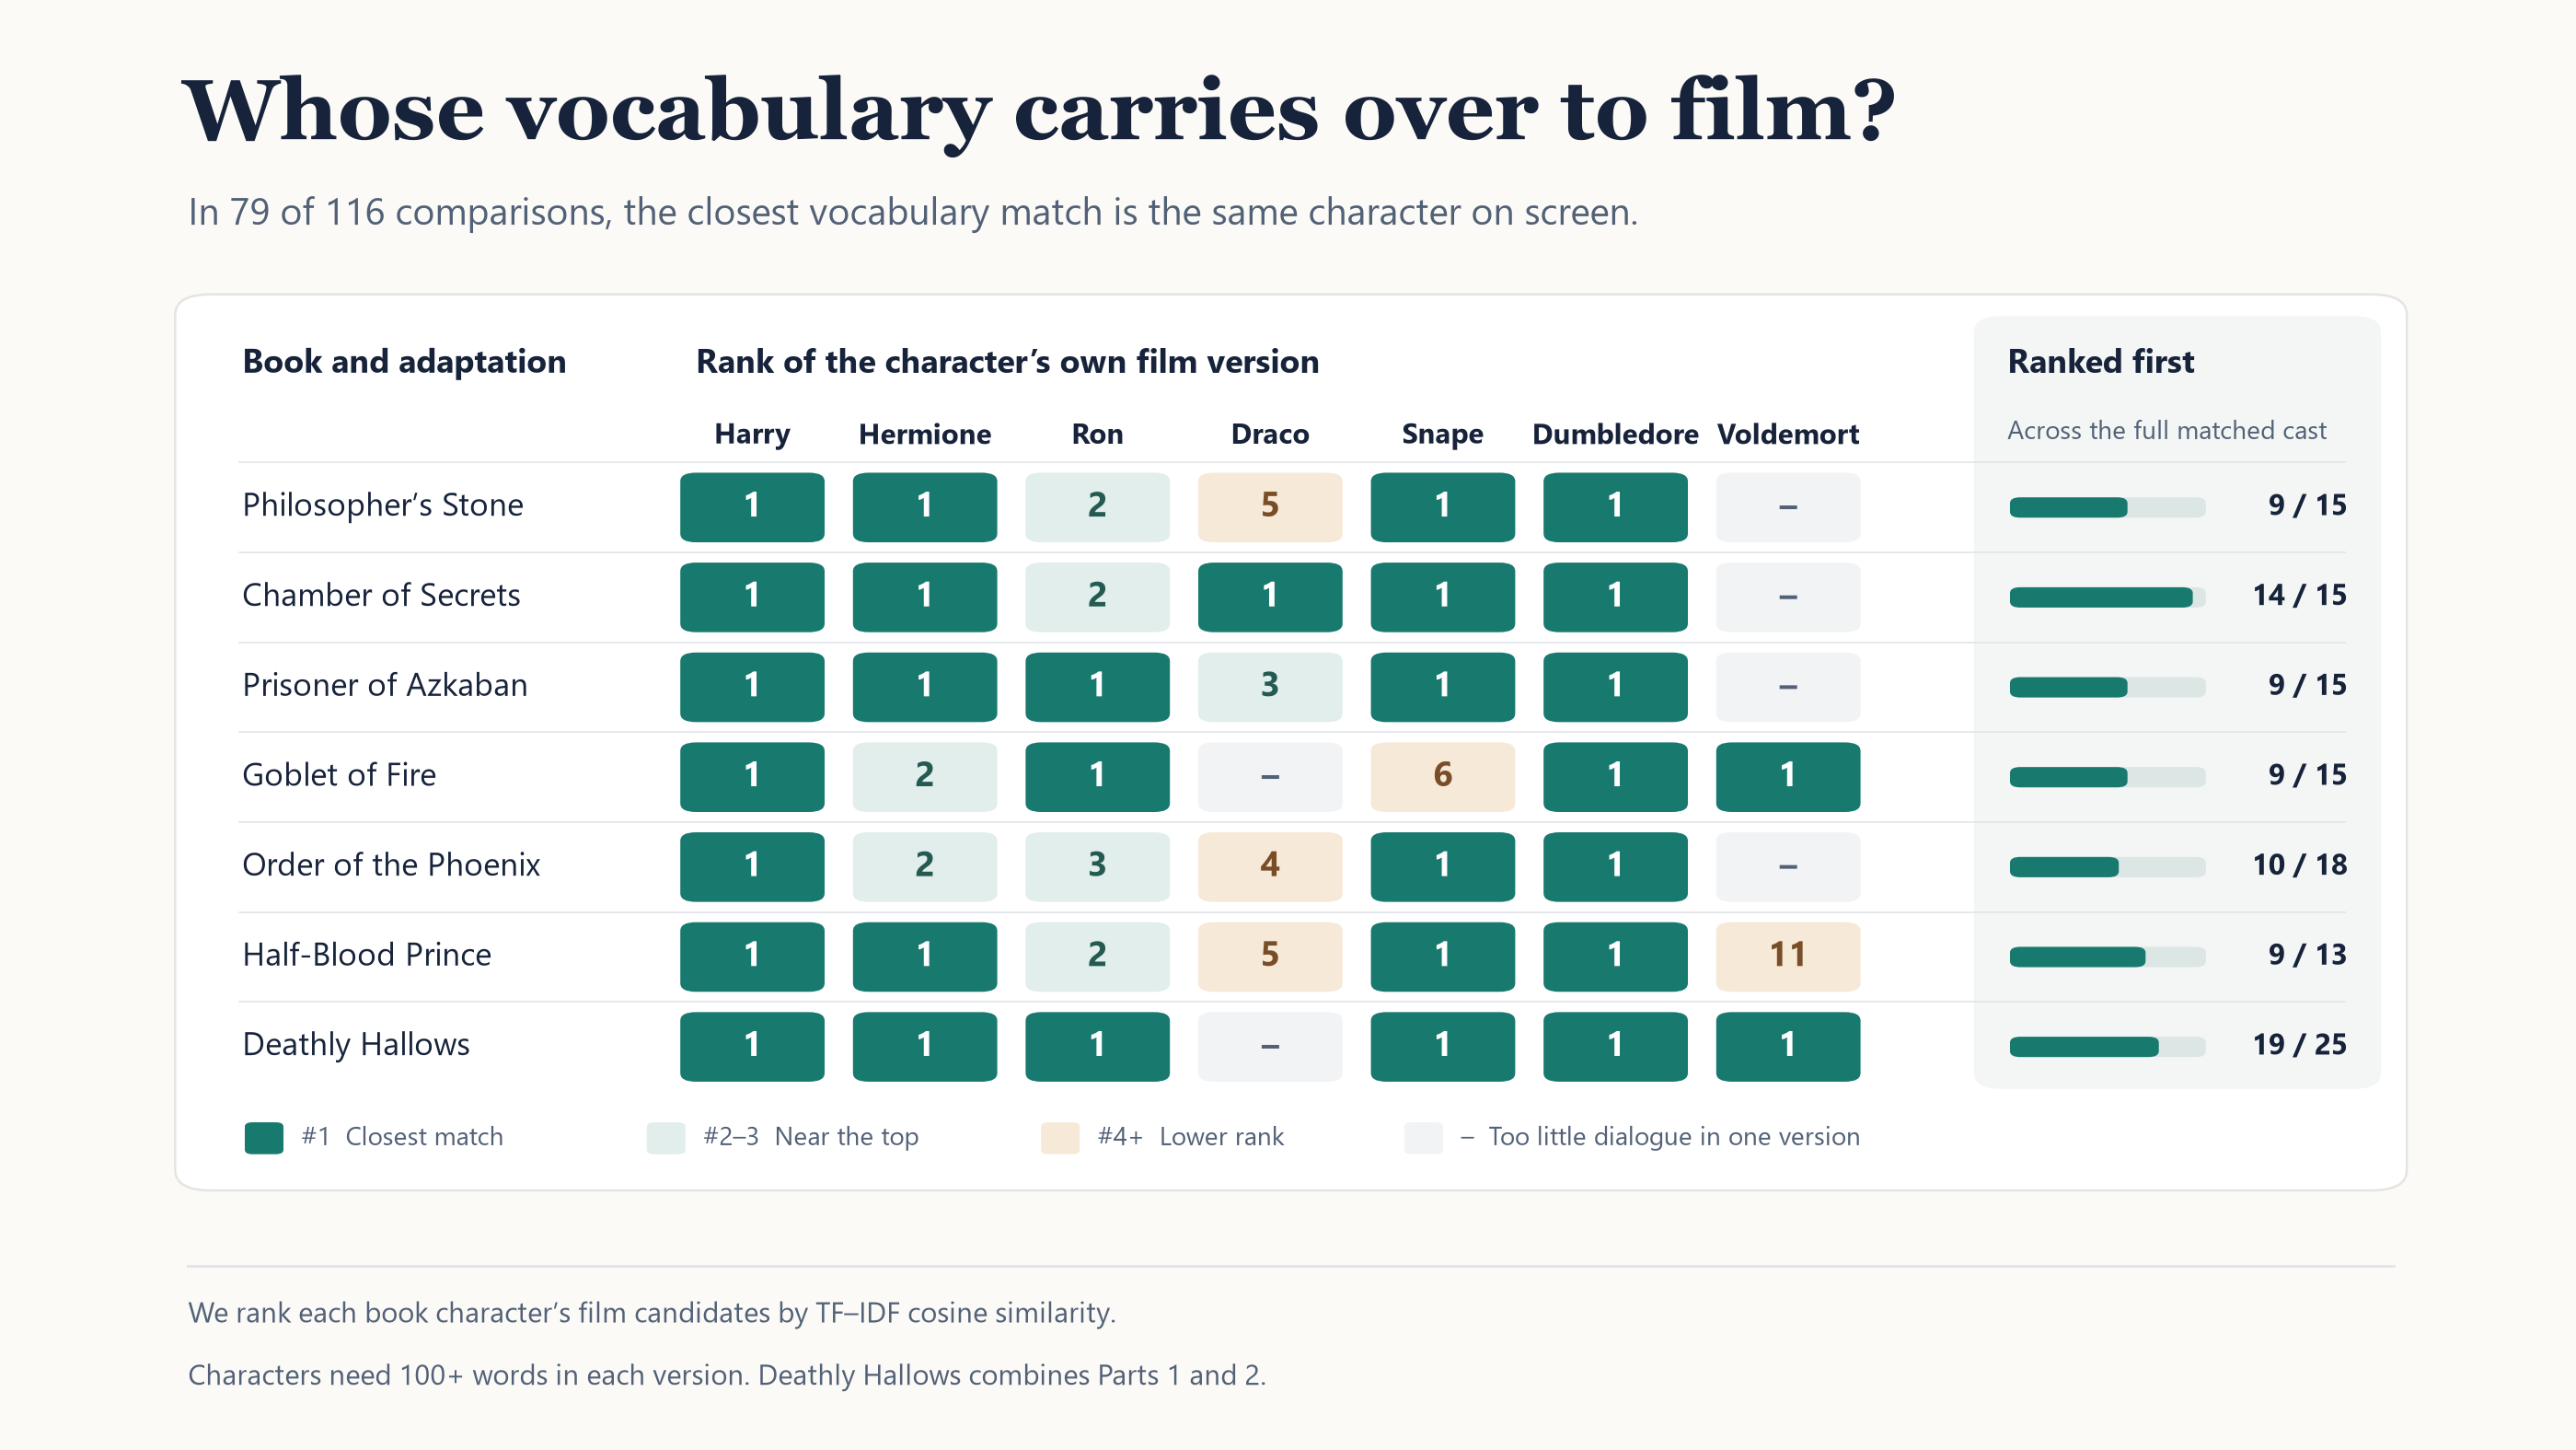 Whose vocabulary carries over to film?
In 79 of 116 comparisons, the closest vocabulary match is the same character on screen.
Book and adaptation Rank of the character’s own film version Ranked first
Harry Hermione Ron Draco Snape Dumbledore Voldemort Across the full matched cast
Philosopher’s Stone 1 1 2 5 1 1 – 9 / 15
Chamber of Secrets 1 1 2 1 1 1 – 14 / 15
Prisoner of Azkaban 1 1 1 3 1 1 – 9 / 15
Goblet of Fire 1 2 1 – 6 1 1 9 / 15
Order of the Phoenix 1 2 3 4 1 1 – 10 / 18
Half-Blood Prince 1 1 2 5 1 1 11 9 / 13
Deathly Hallows 1 1 1 – 1 1 1 19 / 25
#1 Closest match #2–3 Near the top #4+ Lower rank – Too little dialogue in one version
We rank each book character’s film candidates by TF–IDF cosine similarity.
Characters need 100+ words in each version. Deathly Hallows combines Parts 1 and 2.